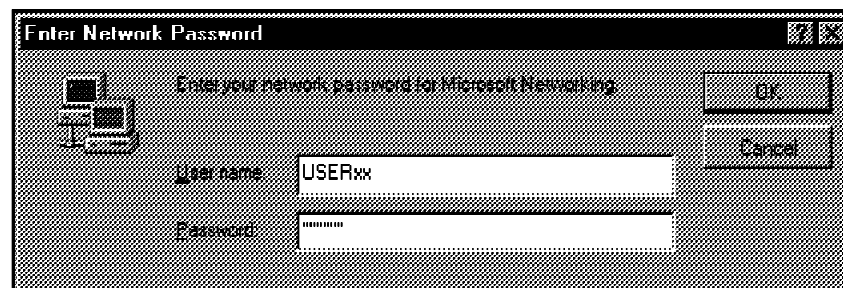 Enter Network Password
Enter your network password for Microsoft Networking.
OK
Cancel
User name:
USERxx
Password: